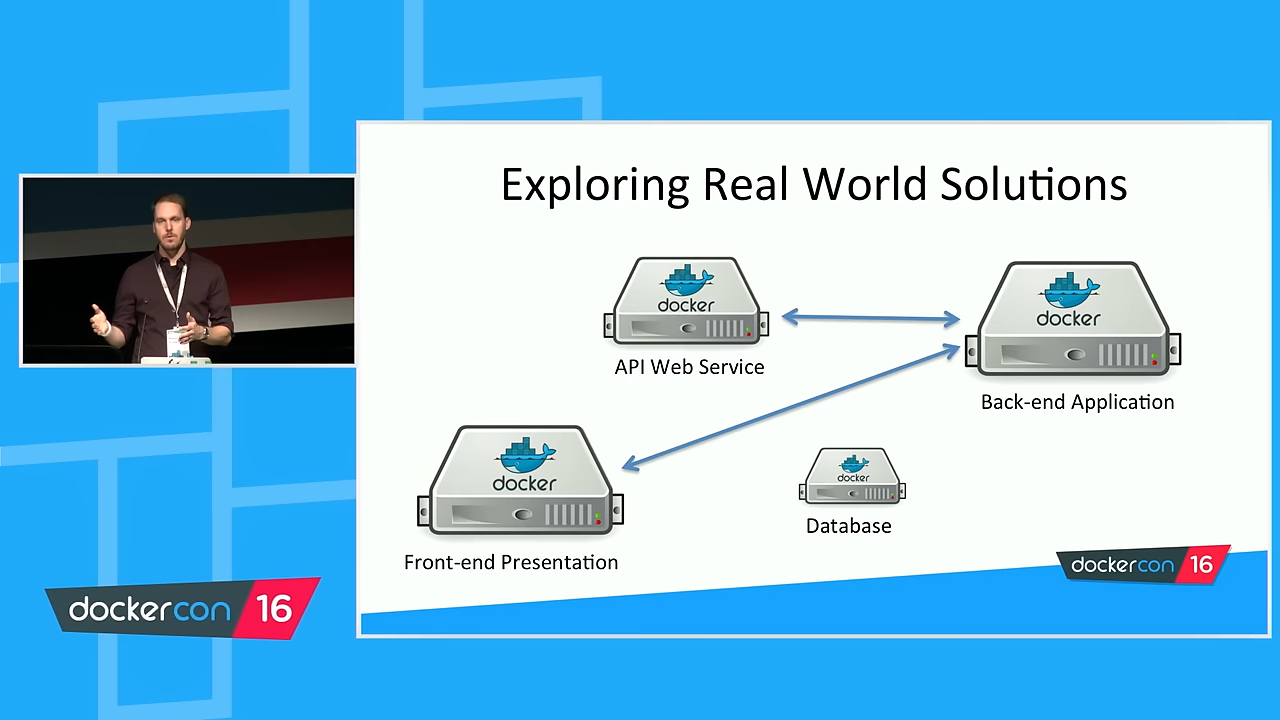 Exploring Real World Solutions
docker
API Web Service
docker
Back-end Application
docker
Front-end Presentation
docker
Database
dockercon 16
dockercon 16